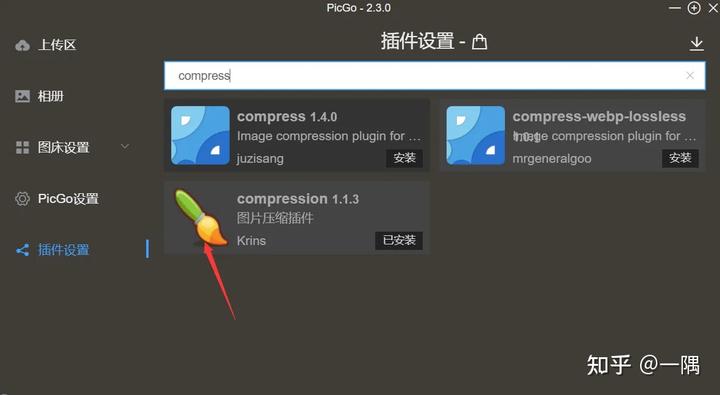 PicGo - 2.3.0
上传区
相册
图床设置
PicGo设置
插件设置
插件设置 -
compress
compress 1.4.0
Image compression plugin for ...
juzisang
安装
compress-webp-lossless
1.0.1
Image compression plugin for ...
mrgeneralgoo
安装
compression 1.1.3
图片压缩插件
Krins
已安装
知乎 @一隅